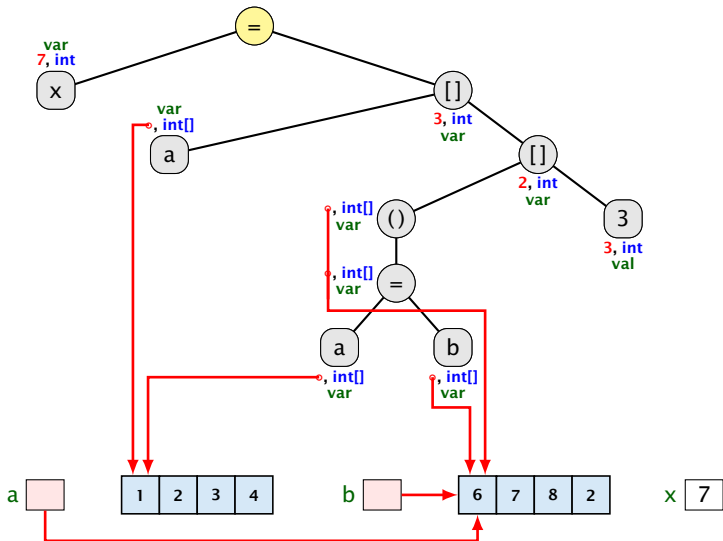 =
var
7, int
x
[]
3, int
var
var
, int[]
a
[]
2, int
var
, int[]
var
()
3
3, int
val
, int[]
var
=
a
, int[]
var
b
, int[]
var
a
1 2 3 4
b
6 7 8 2
x 7